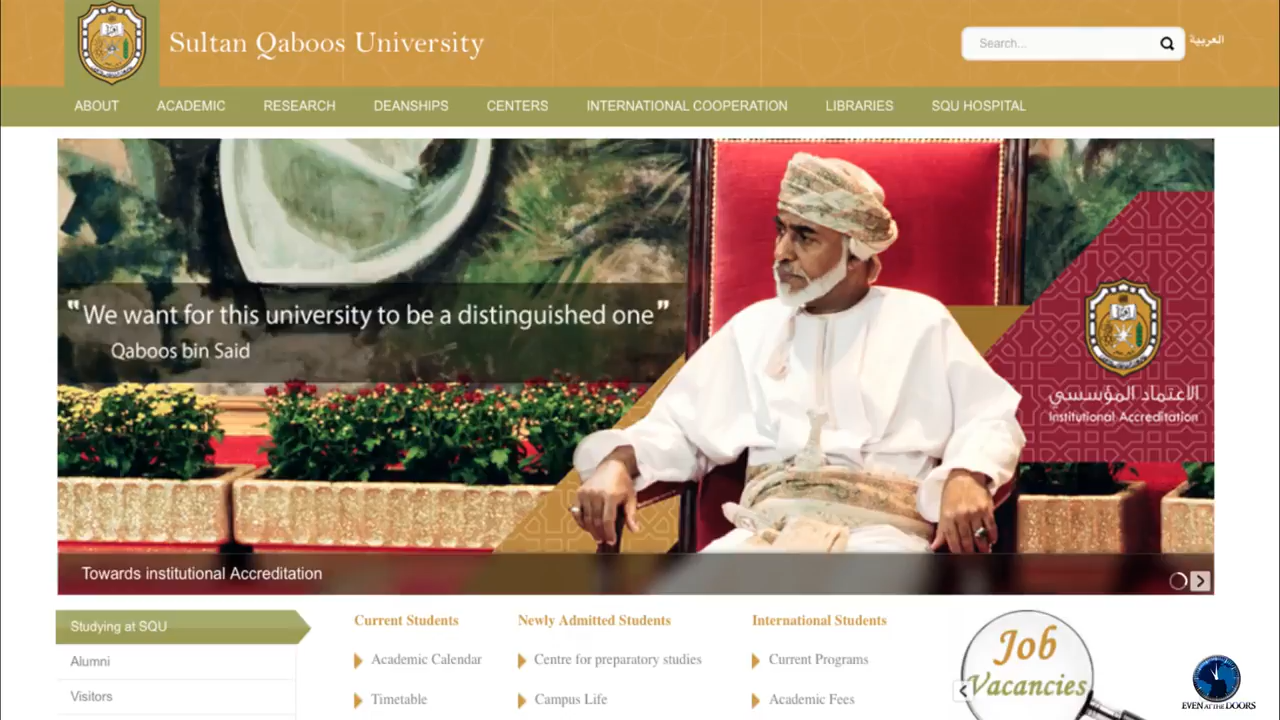 Sultan Qaboos University
Search...
العربية
ABOUT
ACADEMIC
RESEARCH
DEANSHIPS
CENTERS
INTERNATIONAL COOPERATION
LIBRARIES
SQU HOSPITAL
"We want for this university to be a distinguished one"
Qaboos bin Said
الاعتماد المؤسسي
Institutional Accreditation
Towards institutional Accreditation
Studying at SQU
Alumni
Visitors
Current Students
Academic Calendar
Timetable
Newly Admitted Students
Centre for preparatory studies
Campus Life
International Students
Current Programs
Academic Fees
Job
Vacancies
EVEN AT THE DOORS